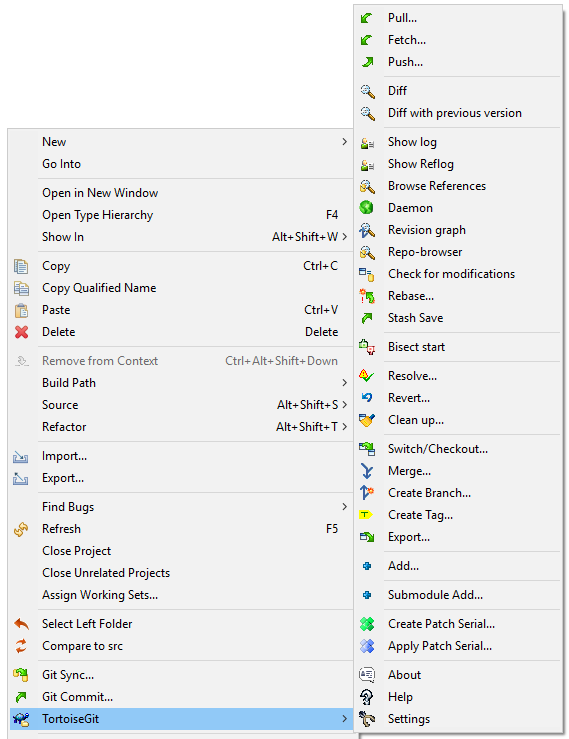 New
Go Into
Open in New Window
Open Type Hierarchy F4
Show In Alt+Shift+W
Copy Ctrl+C
Copy Qualified Name
Paste Ctrl+V
Delete Delete
Remove from Context Ctrl+Alt+Shift+Down
Build Path
Source Alt+Shift+S
Refactor Alt+Shift+T
Import...
Export...
Find Bugs
Refresh F5
Close Project
Close Unrelated Projects
Assign Working Sets...
Select Left Folder
Compare to src
Git Sync...
Git Commit...
TortoiseGit
Pull...
Fetch...
Push...
Diff
Diff with previous version
Show log
Show Reflog
Browse References
Daemon
Revision graph
Repo-browser
Check for modifications
Rebase...
Stash Save
Bisect start
Resolve...
Revert...
Clean up...
Switch/Checkout...
Merge...
Create Branch...
Create Tag...
Export...
Add...
Submodule Add...
Create Patch Serial...
Apply Patch Serial...
About
Help
Settings